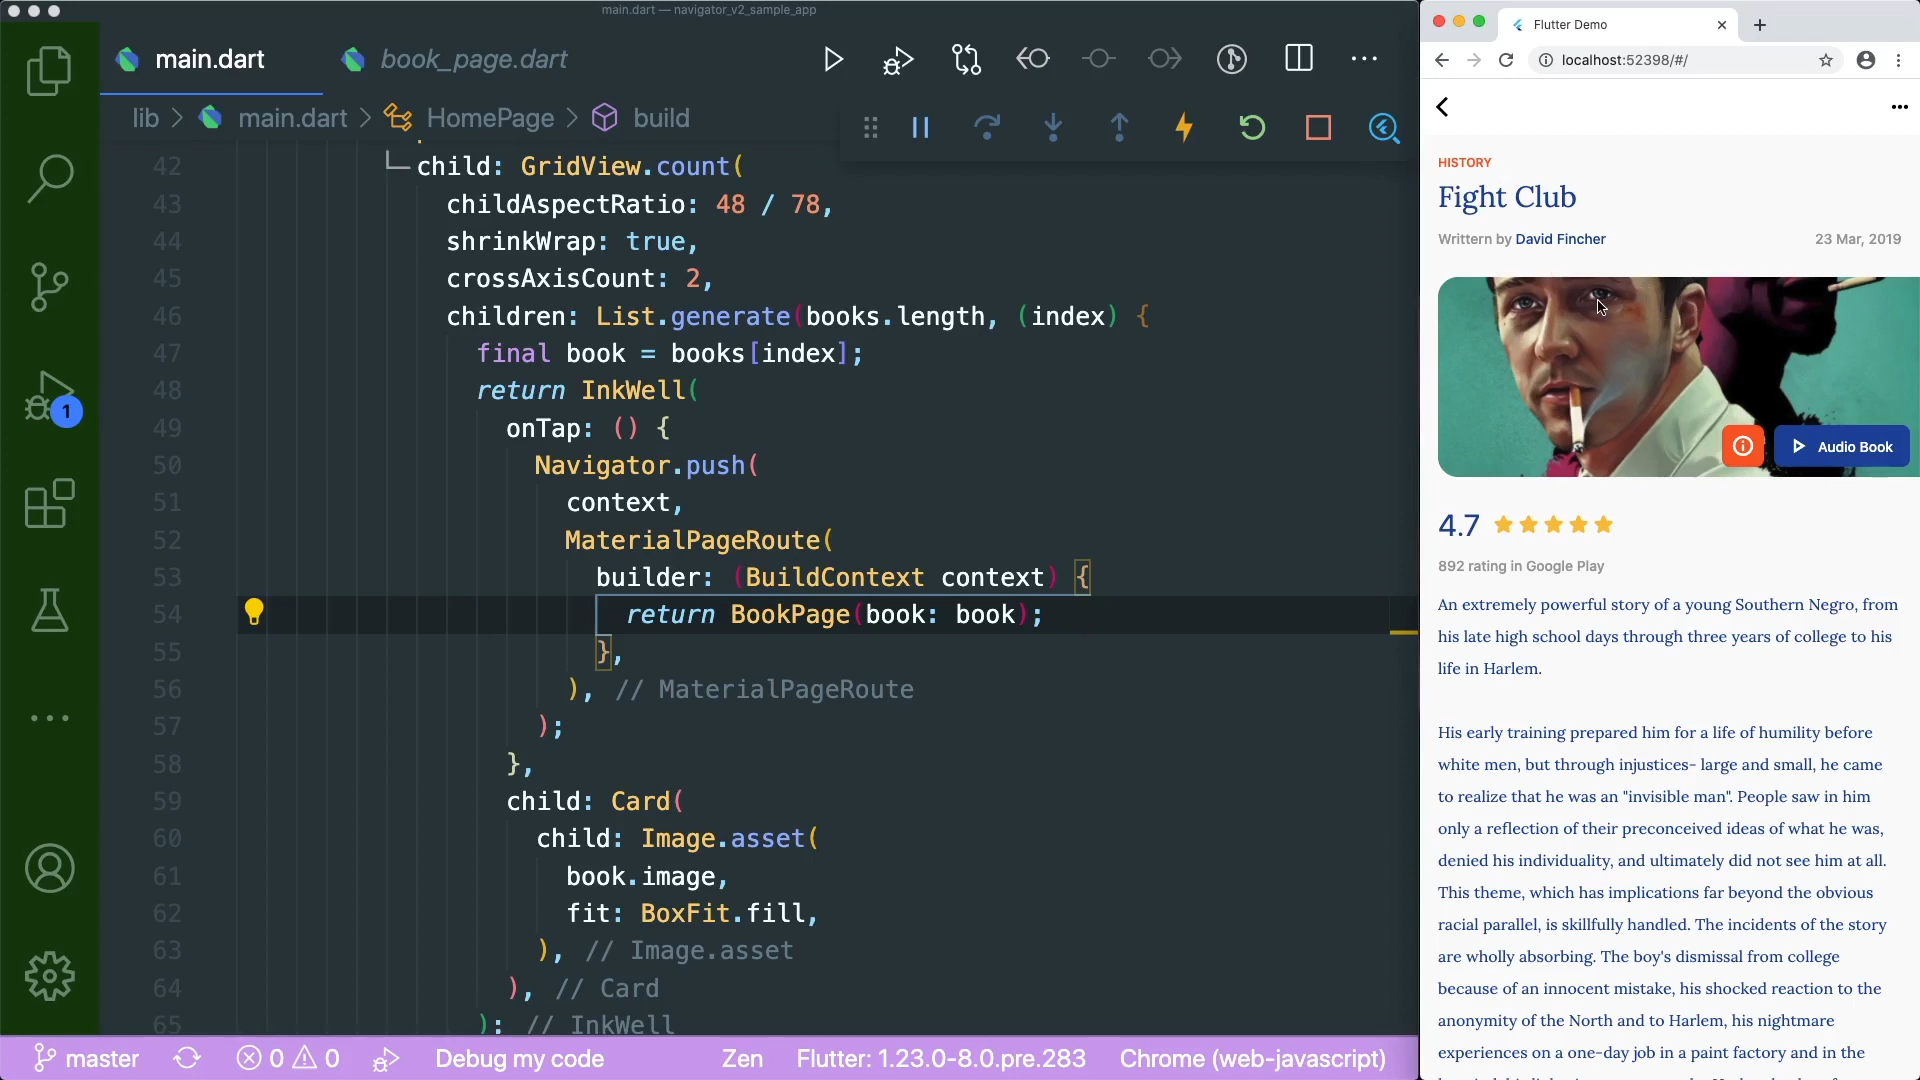 main.dart — navigator_v2_sample_app
main.dart
book_page.dart
lib > main.dart > HomePage > build
42 child: GridView.count(
43 childAspectRatio: 48 / 78,
44 shrinkWrap: true,
45 crossAxisCount: 2,
46 children: List.generate(books.length, (index) {
47 final book = books[index];
48 return InkWell(
49 onTap: () {
50 Navigator.push(
51 context,
52 MaterialPageRoute(
53 builder: (BuildContext context) {
54 return BookPage(book: book);
55 },
56 ), // MaterialPageRoute
57 );
58 },
59 child: Card(
60 child: Image.asset(
61 book.image,
62 fit: BoxFit.fill,
63 ), // Image.asset
64 ), // Card
65 ); // InkWell
1
master
0 0
Debug my code
Zen
Flutter: 1.23.0-8.0.pre.283
Chrome (web-javascript)
Flutter Demo
localhost:52398/#/
HISTORY
Fight Club
Writtern by David Fincher
23 Mar, 2019
Audio Book
4.7
892 rating in Google Play
An extremely powerful story of a young Southern Negro, from
his late high school days through three years of college to his
life in Harlem.
His early training prepared him for a life of humility before
white men, but through injustices- large and small, he came
to realize that he was an "invisible man". People saw in him
only a reflection of their preconceived ideas of what he was,
denied his individuality, and ultimately did not see him at all.
This theme, which has implications far beyond the obvious
racial parallel, is skillfully handled. The incidents of the story
are wholly absorbing. The boy's dismissal from college
because of an innocent mistake, his shocked reaction to the
anonymity of the North and to Harlem, his nightmare
experiences on a one-day job in a paint factory and in the